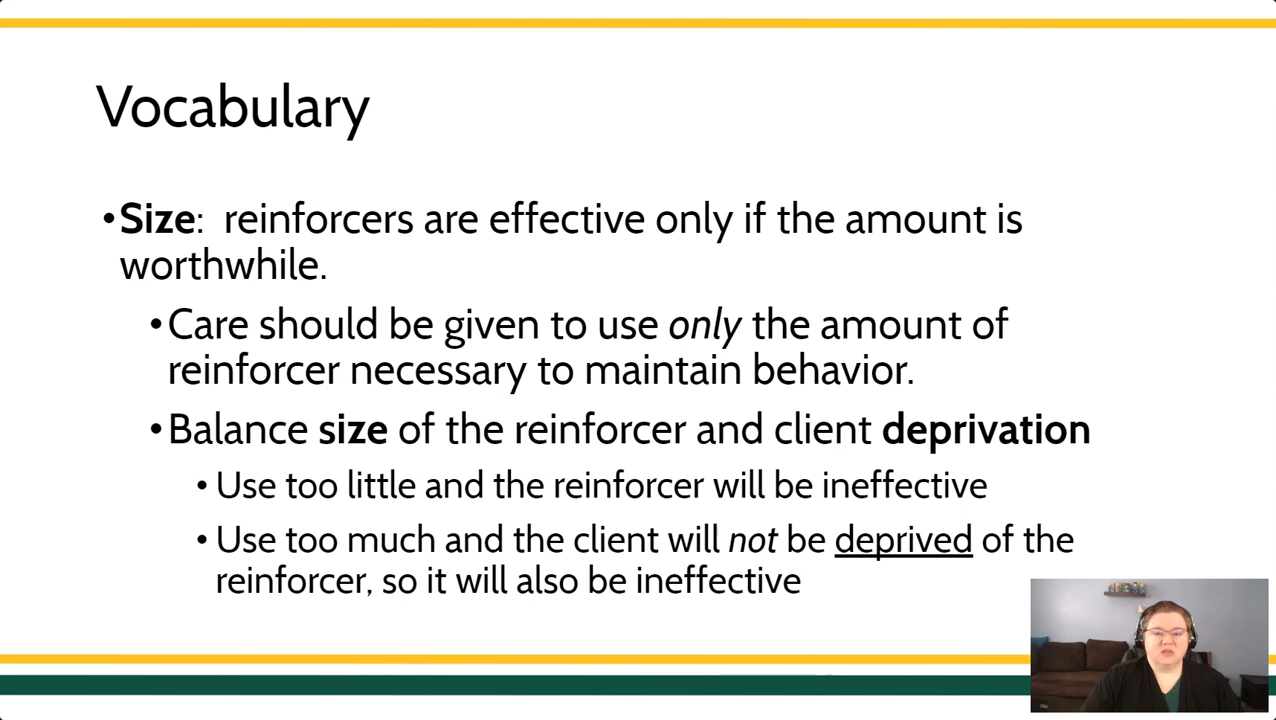 Vocabulary
•Size: reinforcers are effective only if the amount is
worthwhile.
•Care should be given to use only the amount of
reinforcer necessary to maintain behavior.
•Balance size of the reinforcer and client deprivation
•Use too little and the reinforcer will be ineffective
•Use too much and the client will not be deprived of the
reinforcer, so it will also be ineffective